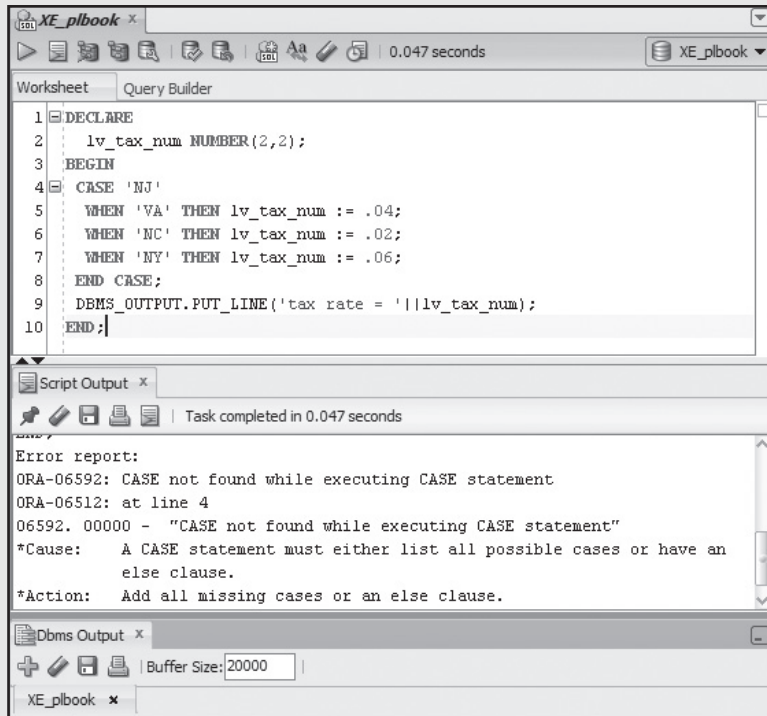 SQL XE_plbook x
Aa SQL 0.047 seconds XE_plbook
Worksheet Query Builder
1 DECLARE
2 lv_tax_num NUMBER(2,2);
3 BEGIN
4 CASE 'NJ'
5 WHEN 'VA' THEN lv_tax_num := .04;
6 WHEN 'NC' THEN lv_tax_num := .02;
7 WHEN 'NY' THEN lv_tax_num := .06;
8 END CASE;
9 DBMS_OUTPUT.PUT_LINE('tax rate = '||lv_tax_num);
10 END;
Script Output x
Task completed in 0.047 seconds
END;
Error report:
ORA-06592: CASE not found while executing CASE statement
ORA-06512: at line 4
06592. 00000 - "CASE not found while executing CASE statement"
*Cause: A CASE statement must either list all possible cases or have an
else clause.
*Action: Add all missing cases or an else clause.
Dbms Output x
Buffer Size: 20000
XE_plbook x